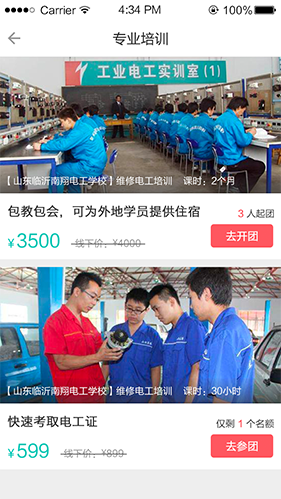 Carrier 4:34 PM 100%
专业培训
工业电工实训室(1)
【山东临沂南翔电工学校】维修电工培训 课时：2个月
包教包会，可为外地学员提供住宿
3 人起团
¥3500 线下价：¥4000
去开团
【山东临沂南翔电工学校】维修电工培训 课时：30小时
快速考取电工证
仅剩 1 个名额
¥599 线下价：¥899
去参团